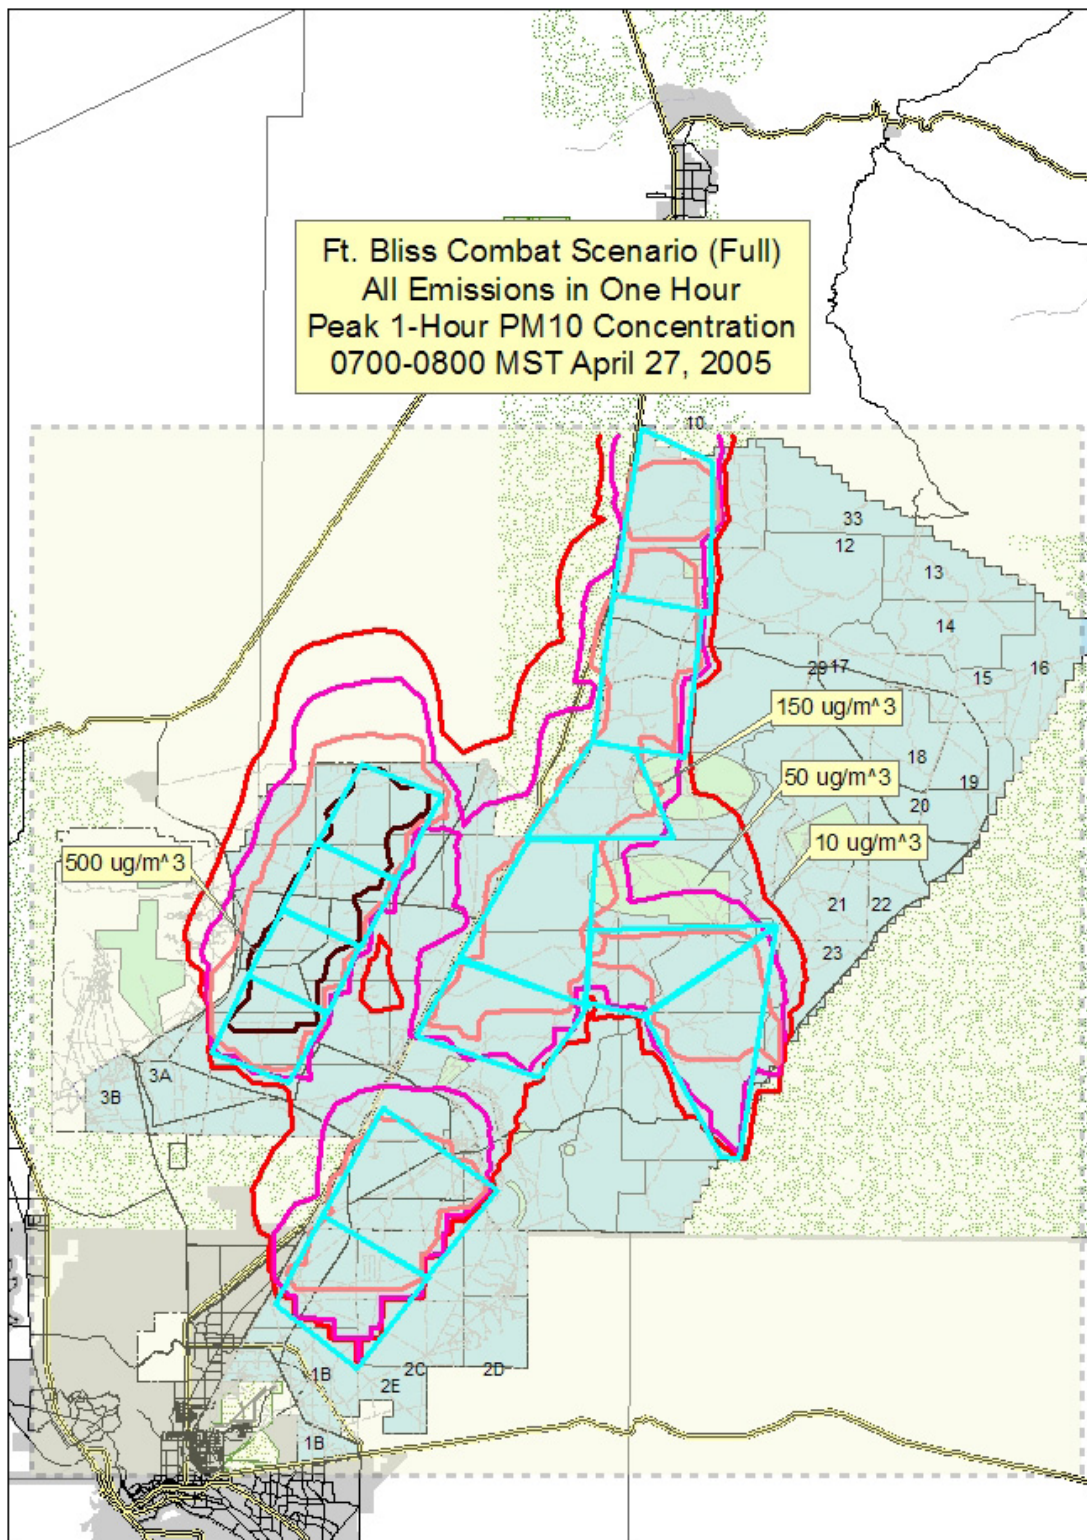 Ft. Bliss Combat Scenario (Full)
All Emissions in One Hour
Peak 1-Hour PM10 Concentration
0700-0800 MST April 27, 2005
10
33
12
13
14
29
17
15
16
150 ug/m^3
18
50 ug/m^3
19
20
10 ug/m^3
500 ug/m^3
21
22
23
3A
3B
1B
2C
2D
2E
1B